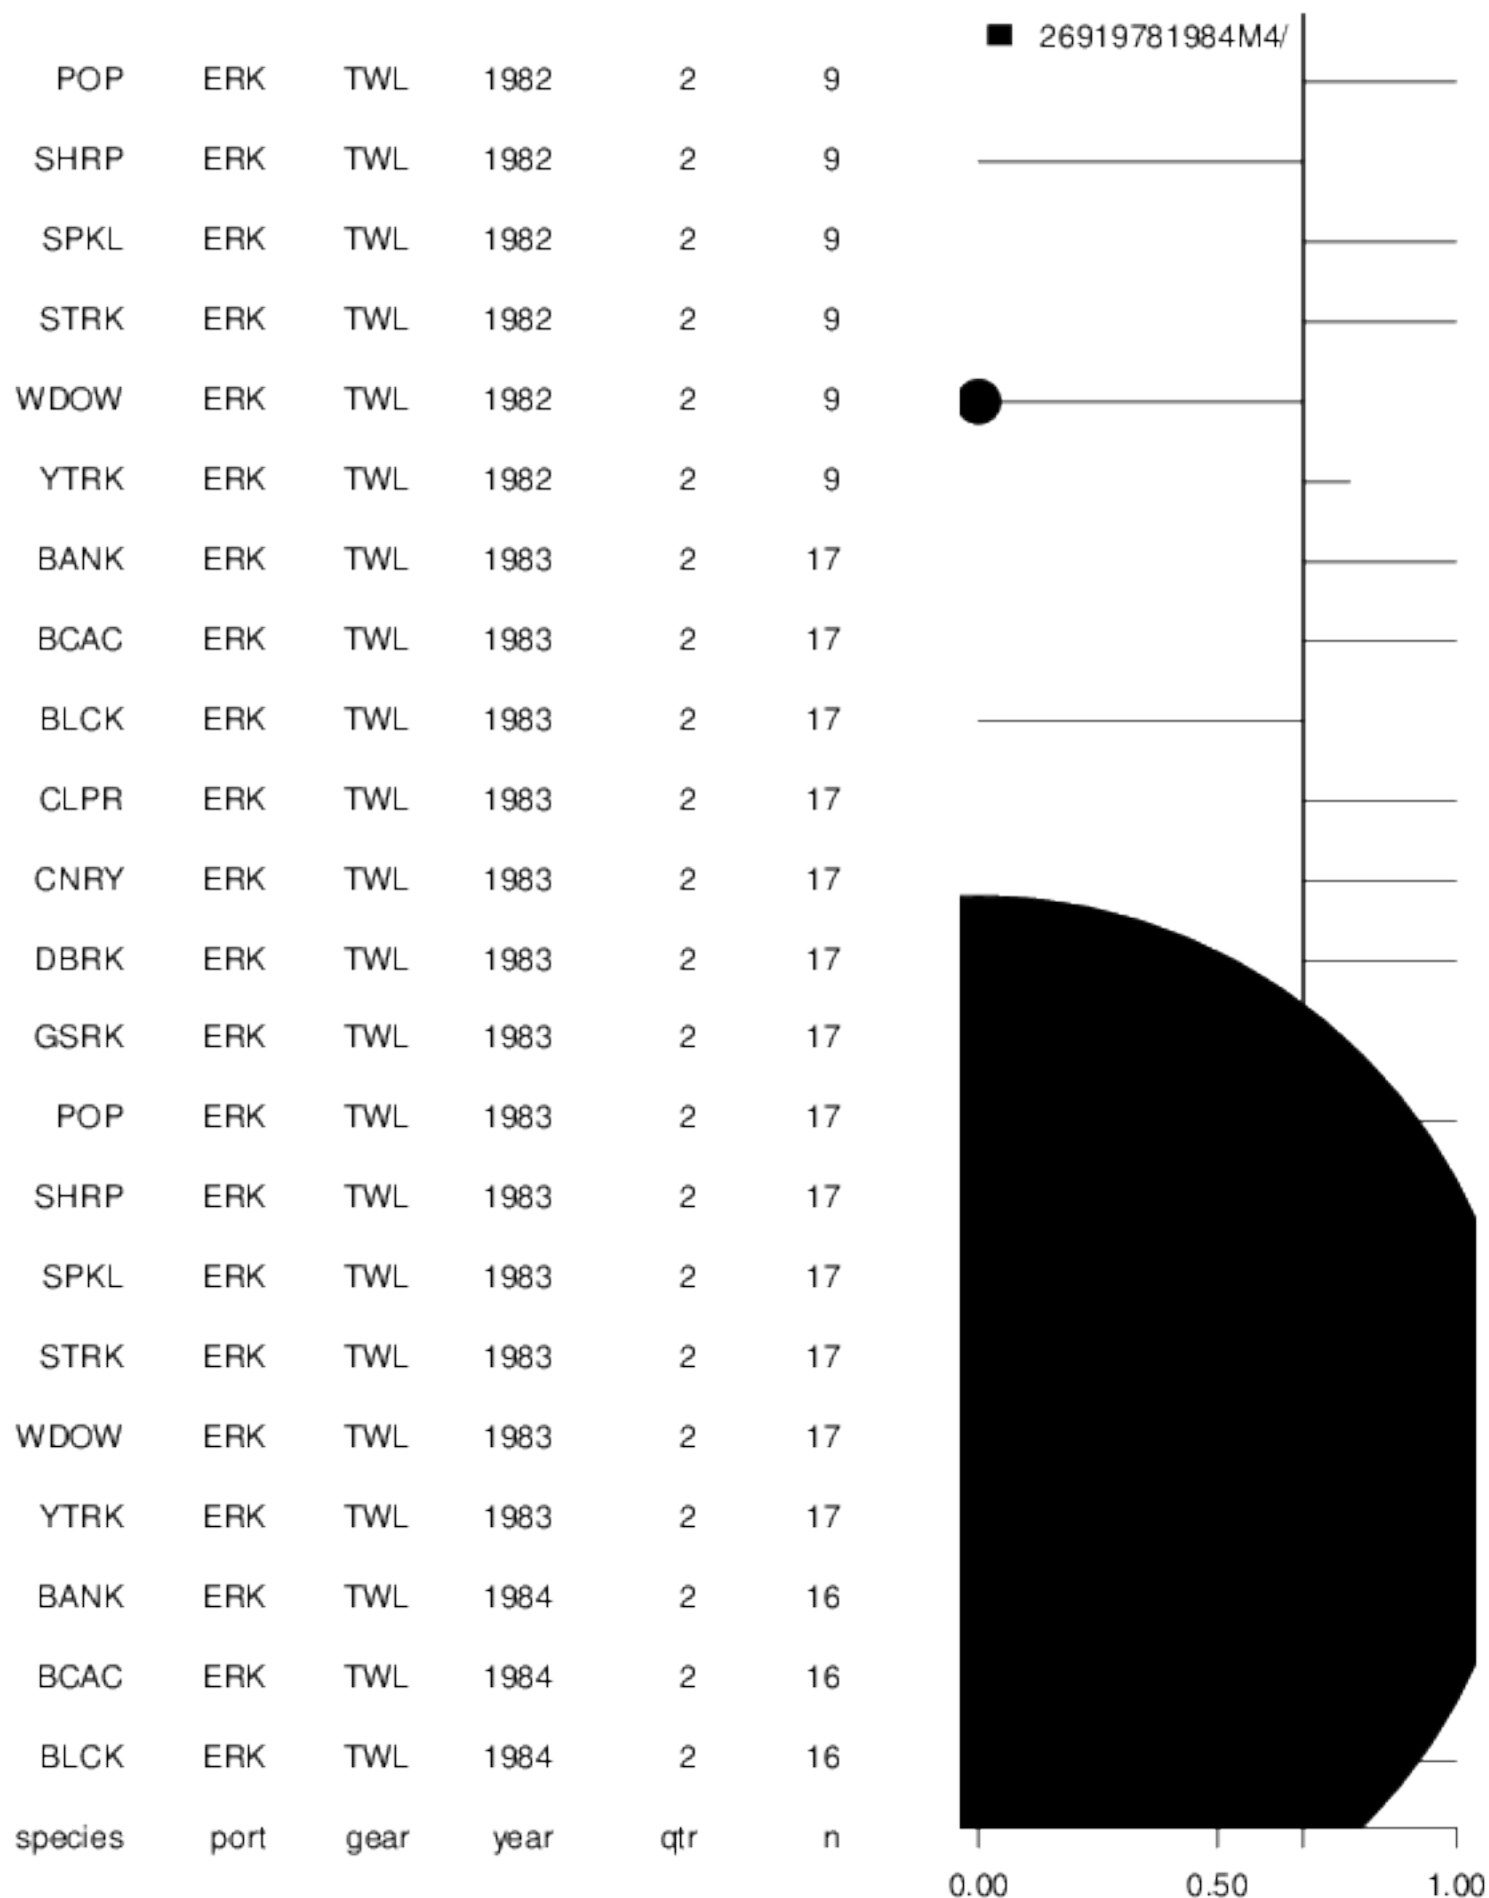 26919781984M4/
POP ERK TWL 1982 2 9
SHRP ERK TWL 1982 2 9
SPKL ERK TWL 1982 2 9
STRK ERK TWL 1982 2 9
WDOW ERK TWL 1982 2 9
YTRK ERK TWL 1982 2 9
BANK ERK TWL 1983 2 17
BCAC ERK TWL 1983 2 17
BLCK ERK TWL 1983 2 17
CLPR ERK TWL 1983 2 17
CNRY ERK TWL 1983 2 17
DBRK ERK TWL 1983 2 17
GSRK ERK TWL 1983 2 17
POP ERK TWL 1983 2 17
SHRP ERK TWL 1983 2 17
SPKL ERK TWL 1983 2 17
STRK ERK TWL 1983 2 17
WDOW ERK TWL 1983 2 17
YTRK ERK TWL 1983 2 17
BANK ERK TWL 1984 2 16
BCAC ERK TWL 1984 2 16
BLCK ERK TWL 1984 2 16
species port gear year qtr n
0.00 0.50 1.00